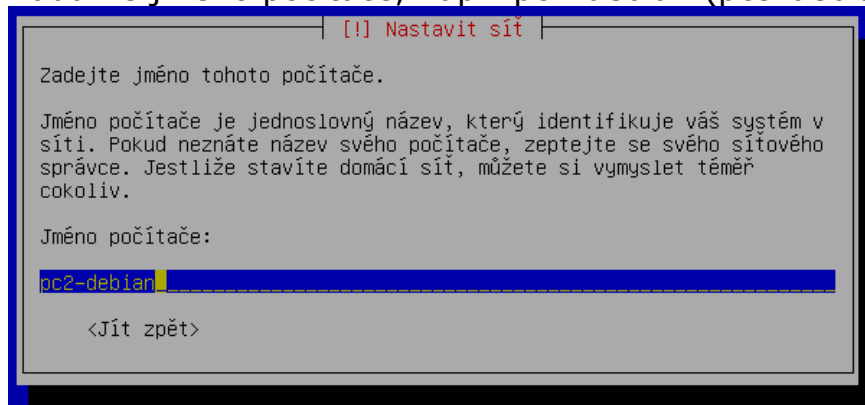 [!] Nastavit síť
Zadejte jméno tohoto počítače.
Jméno počítače je jednoslovný název, který identifikuje váš systém v
síti. Pokud neznáte název svého počítače, zeptejte se svého síťového
správce. Jestliže stavíte domácí síť, můžete si vymyslet téměř
cokoliv.
Jméno počítače:
pc2-debian
<Jít zpět>